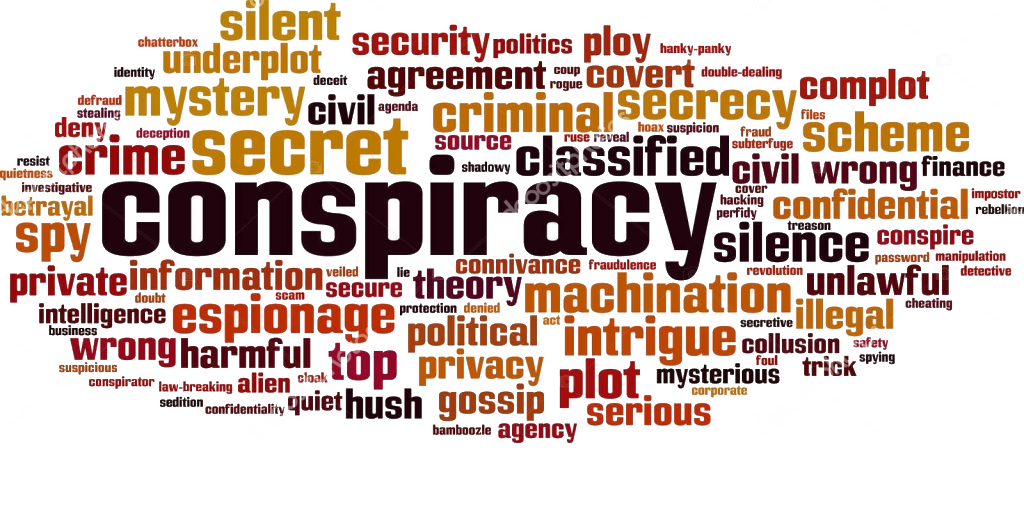 silent
chatterbox
underplot
security politics ploy hanky-panky
identity
deceit
agreement coup rogue covert double-dealing
complot
defraud
stealing
mystery civil agenda
criminal secrecy
files
deny deception
source ruse reveal hoax suspicion
fraud
subterfuge
scheme
resist
quietness
crime secret
shadowy classified civil wrong finance
investigative
betrayal
conspiracy
cover
hacking
perfidy
confidential impostor
rebellion
spy
silence treason conspire
password manipulation
private information veiled lie connivance fraudulence revolution detective
doubt scam secure theory machination unlawful
cheating
intelligence
business
espionage protection denied
political act intrigue secretive illegal
wrong harmful top privacy collusion safety
spying
suspicious
conspirator law-breaking alien cloak
plot mysterious foul trick
corporate
sedition confidentiality quiet hush gossip serious
bamboozle agency